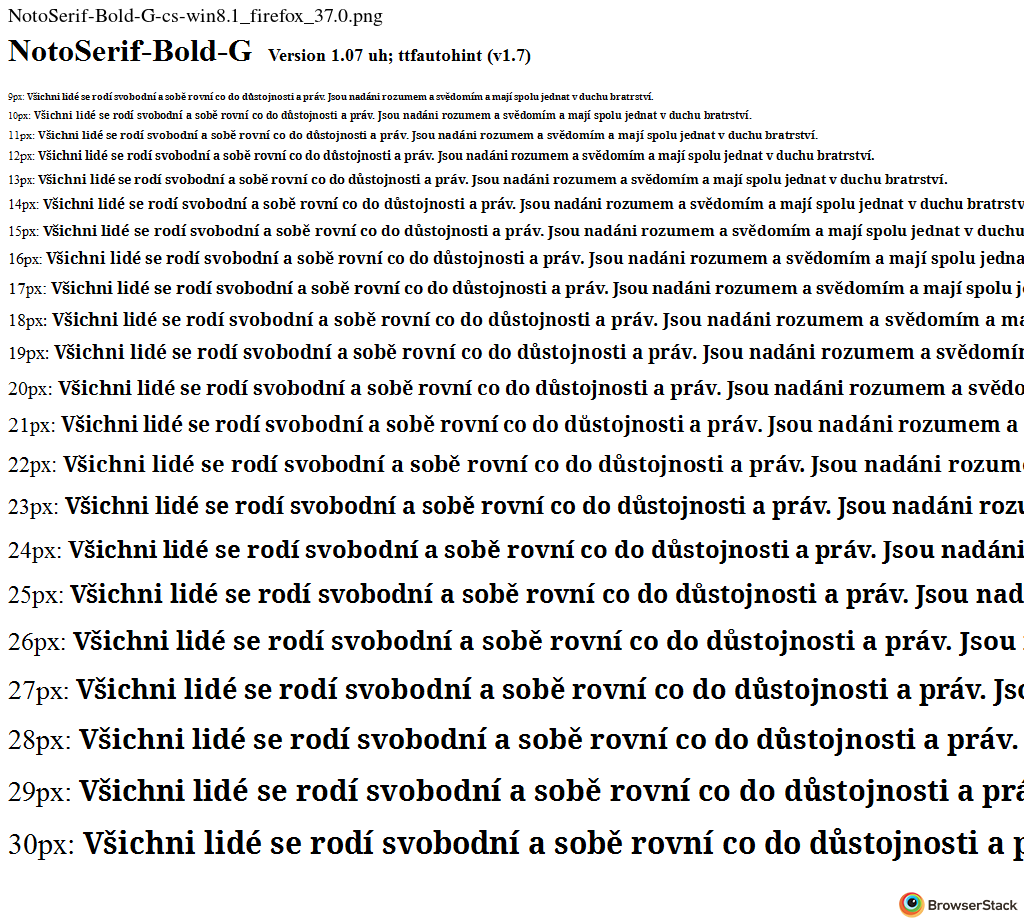 NotoSerif-Bold-G-cs-win8.1_firefox_37.0.png
NotoSerif-Bold-G Version 1.07 uh; ttfautohint (v1.7)
9px: Všichni lidé se rodí svobodní a sobě rovní co do důstojnosti a práv. Jsou nadáni rozumem a svědomím a mají spolu jednat v duchu bratrství.
10px: Všichni lidé se rodí svobodní a sobě rovní co do důstojnosti a práv. Jsou nadáni rozumem a svědomím a mají spolu jednat v duchu bratrství.
11px: Všichni lidé se rodí svobodní a sobě rovní co do důstojnosti a práv. Jsou nadáni rozumem a svědomím a mají spolu jednat v duchu bratrství.
12px: Všichni lidé se rodí svobodní a sobě rovní co do důstojnosti a práv. Jsou nadáni rozumem a svědomím a mají spolu jednat v duchu bratrství.
13px: Všichni lidé se rodí svobodní a sobě rovní co do důstojnosti a práv. Jsou nadáni rozumem a svědomím a mají spolu jednat v duchu bratrství.
14px: Všichni lidé se rodí svobodní a sobě rovní co do důstojnosti a práv. Jsou nadáni rozumem a svědomím a mají spolu jednat v duchu bratrstv
15px: Všichni lidé se rodí svobodní a sobě rovní co do důstojnosti a práv. Jsou nadáni rozumem a svědomím a mají spolu jednat v duchu
16px: Všichni lidé se rodí svobodní a sobě rovní co do důstojnosti a práv. Jsou nadáni rozumem a svědomím a mají spolu jedna
17px: Všichni lidé se rodí svobodní a sobě rovní co do důstojnosti a práv. Jsou nadáni rozumem a svědomím a mají spolu j
18px: Všichni lidé se rodí svobodní a sobě rovní co do důstojnosti a práv. Jsou nadáni rozumem a svědomím a ma
19px: Všichni lidé se rodí svobodní a sobě rovní co do důstojnosti a práv. Jsou nadáni rozumem a svědomím
20px: Všichni lidé se rodí svobodní a sobě rovní co do důstojnosti a práv. Jsou nadáni rozumem a svědo
21px: Všichni lidé se rodí svobodní a sobě rovní co do důstojnosti a práv. Jsou nadáni rozumem a
22px: Všichni lidé se rodí svobodní a sobě rovní co do důstojnosti a práv. Jsou nadáni rozum
23px: Všichni lidé se rodí svobodní a sobě rovní co do důstojnosti a práv. Jsou nadáni rozu
24px: Všichni lidé se rodí svobodní a sobě rovní co do důstojnosti a práv. Jsou nadáni
25px: Všichni lidé se rodí svobodní a sobě rovní co do důstojnosti a práv. Jsou nad
26px: Všichni lidé se rodí svobodní a sobě rovní co do důstojnosti a práv. Jsou
27px: Všichni lidé se rodí svobodní a sobě rovní co do důstojnosti a práv. Jso
28px: Všichni lidé se rodí svobodní a sobě rovní co do důstojnosti a práv.
29px: Všichni lidé se rodí svobodní a sobě rovní co do důstojnosti a prá
30px: Všichni lidé se rodí svobodní a sobě rovní co do důstojnosti a p
BrowserStack